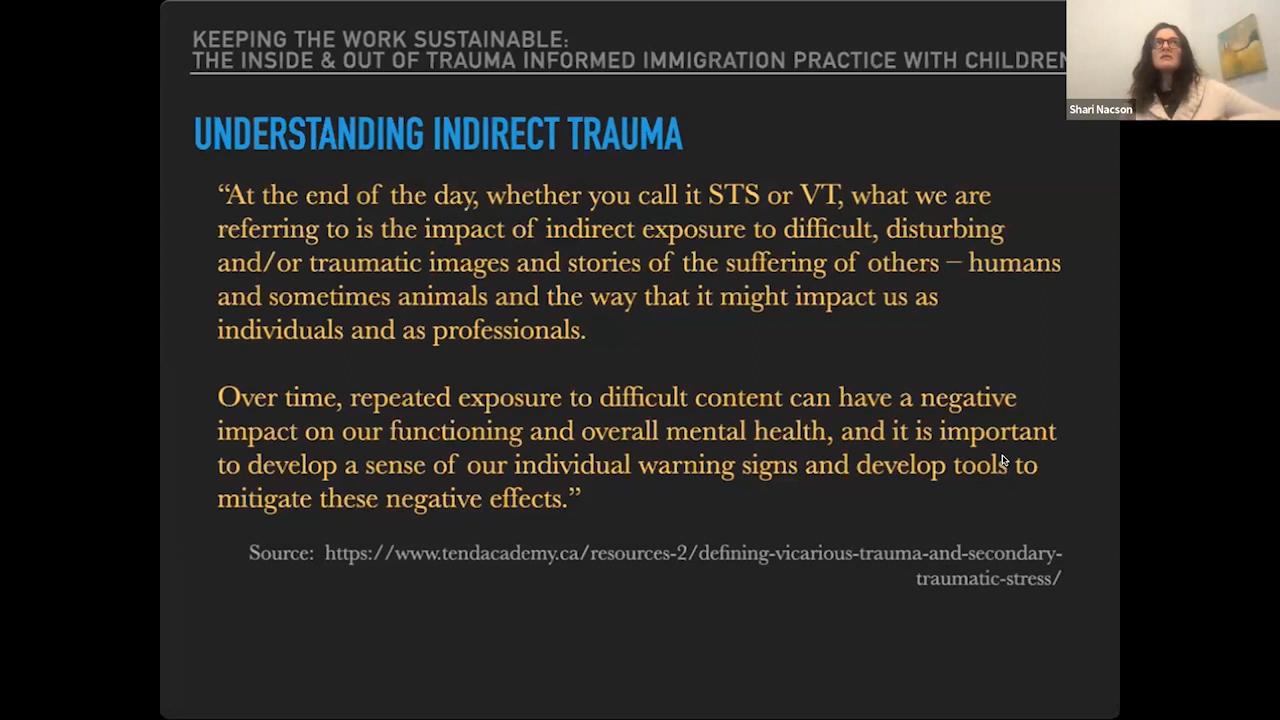 KEEPING THE WORK SUSTAINABLE:
THE INSIDE & OUT OF TRAUMA INFORMED IMMIGRATION PRACTICE WITH CHILDREN
Shari Nacson
UNDERSTANDING INDIRECT TRAUMA
“At the end of the day, whether you call it STS or VT, what we are
referring to is the impact of indirect exposure to difficult, disturbing
and/or traumatic images and stories of the suffering of others – humans
and sometimes animals and the way that it might impact us as
individuals and as professionals.
Over time, repeated exposure to difficult content can have a negative
impact on our functioning and overall mental health, and it is important
to develop a sense of our individual warning signs and develop tools to
mitigate these negative effects.”
Source: https://www.tendacademy.ca/resources-2/defining-vicarious-trauma-and-secondary-
traumatic-stress/